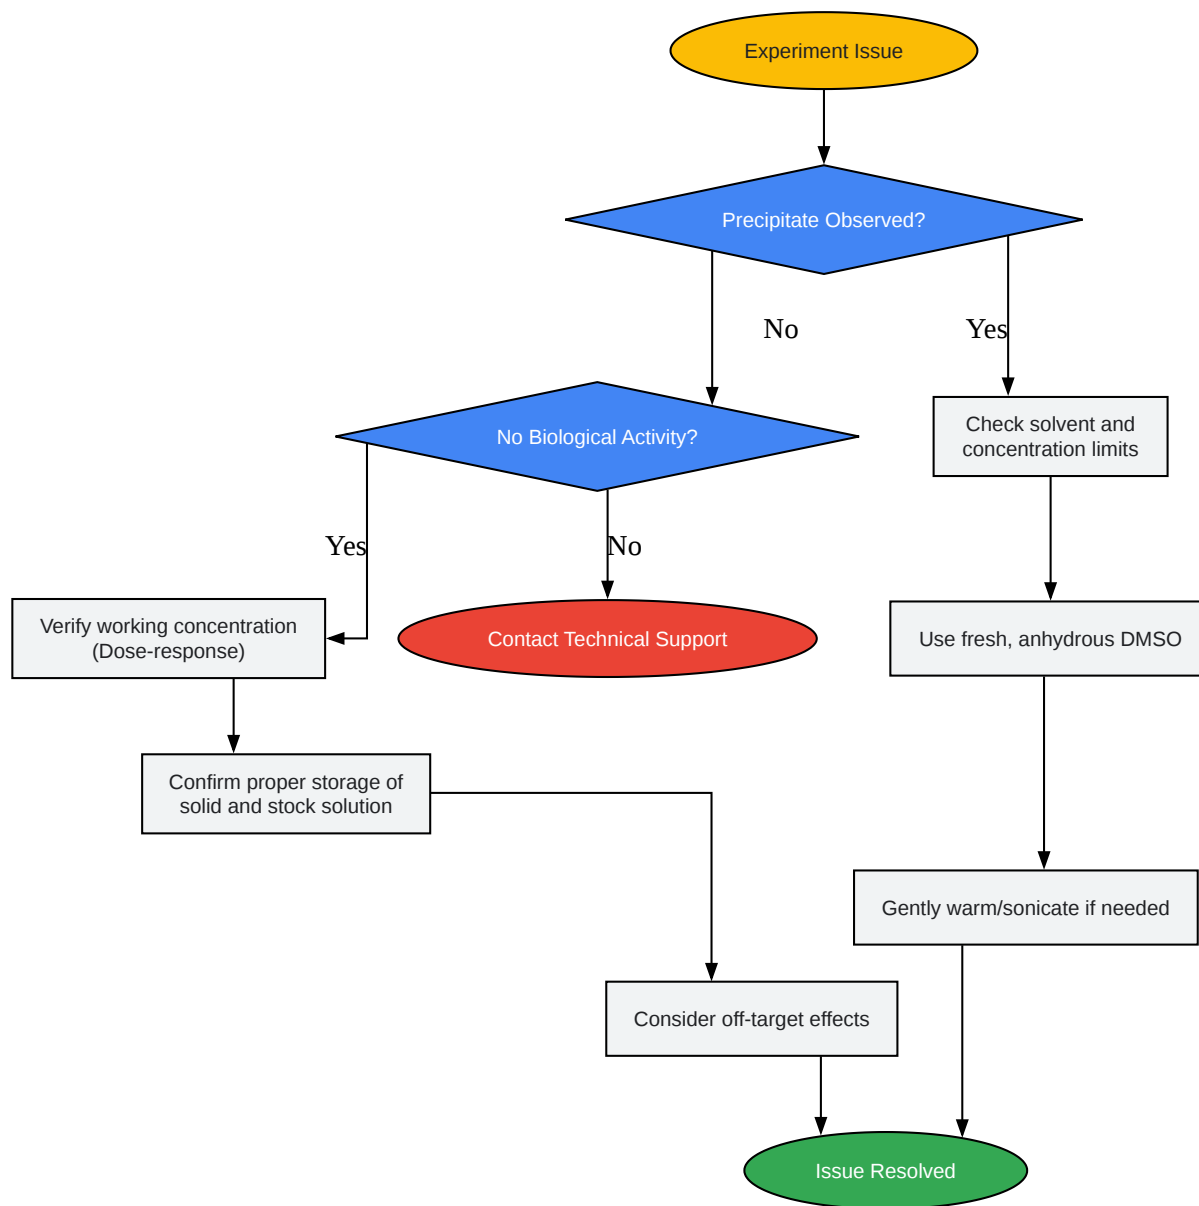 Experiment Issue
Precipitate Observed?
No
Yes
No Biological Activity?
Check solvent and
concentration limits
Yes
No
Verify working concentration
(Dose-response)
Contact Technical Support
Use fresh, anhydrous DMSO
Confirm proper storage of
solid and stock solution
Gently warm/sonicate if needed
Consider off-target effects
Issue Resolved